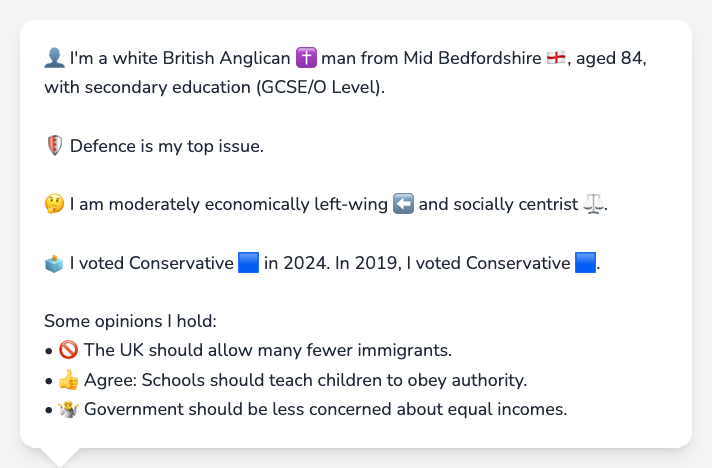 👤 I'm a white British Anglican ✝️ man from Mid Bedfordshire 🏴󠁧󠁢󠁥󠁮󠁧󠁿, aged 84,
with secondary education (GCSE/O Level).
🛡️ Defence is my top issue.
🤔 I am moderately economically left-wing ⬅️ and socially centrist ⚖️.
🗳️ I voted Conservative 🟦 in 2024. In 2019, I voted Conservative 🟦.
Some opinions I hold:
• 🚫 The UK should allow many fewer immigrants.
• 👍 Agree: Schools should teach children to obey authority.
• 🤷 Government should be less concerned about equal incomes.